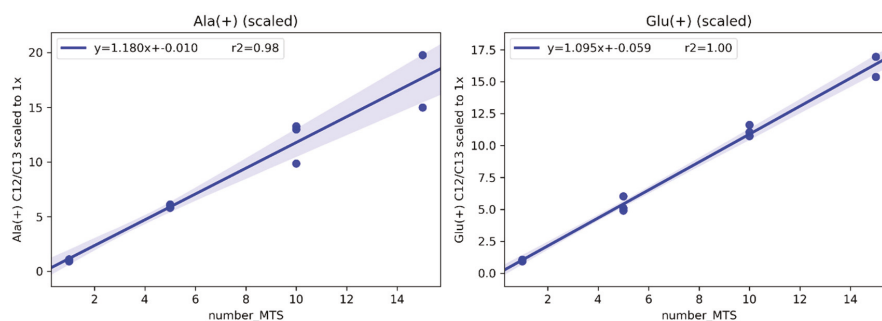 Ala(+) (scaled)
y=1.180x+-0.010 r2=0.98
20
15
10
5
0
Ala(+) C12/C13 scaled to 1x
2 4 6 8 10 12 14
number_MTS
Glu(+) (scaled)
y=1.095x+-0.059 r2=1.00
17.5
15.0
12.5
10.0
7.5
5.0
2.5
0.0
Glu(+) C12/C13 scaled to 1x
2 4 6 8 10 12 14
number_MTS